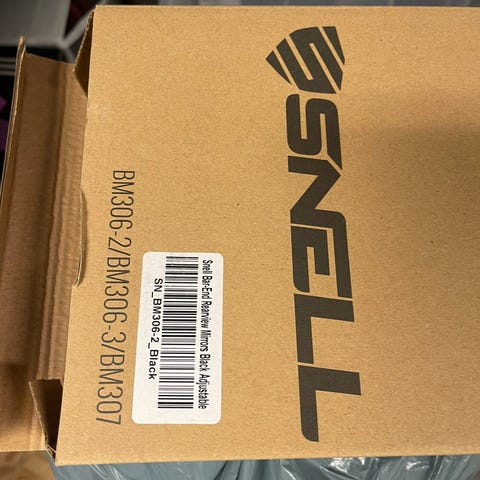 SNELL
BM306-2/BM306-3/BM307
Snell Bar-End Rearview Mirrors Black Adjustable
SN_BM306-2_Black